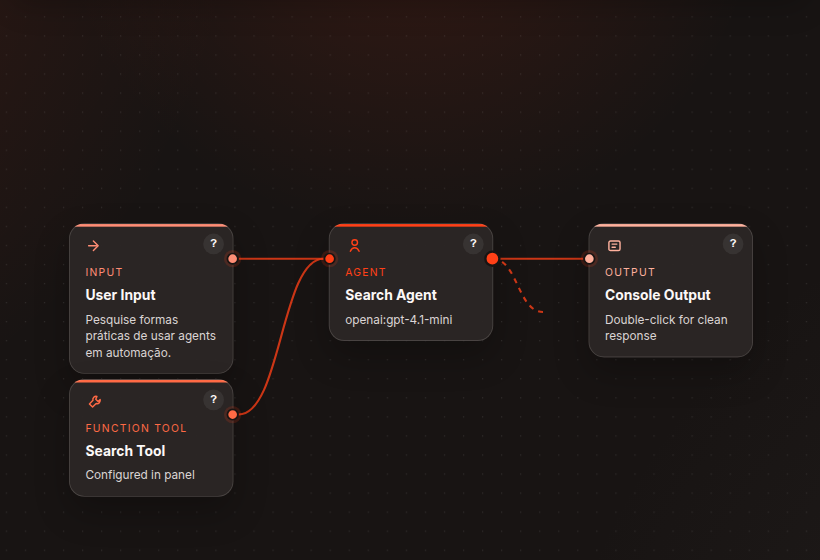 ?
INPUT
User Input
Pesquise formas
práticas de usar agents
em automação.
?
FUNCTION TOOL
Search Tool
Configured in panel
?
AGENT
Search Agent
openai:gpt-4.1-mini
?
OUTPUT
Console Output
Double-click for clean
response